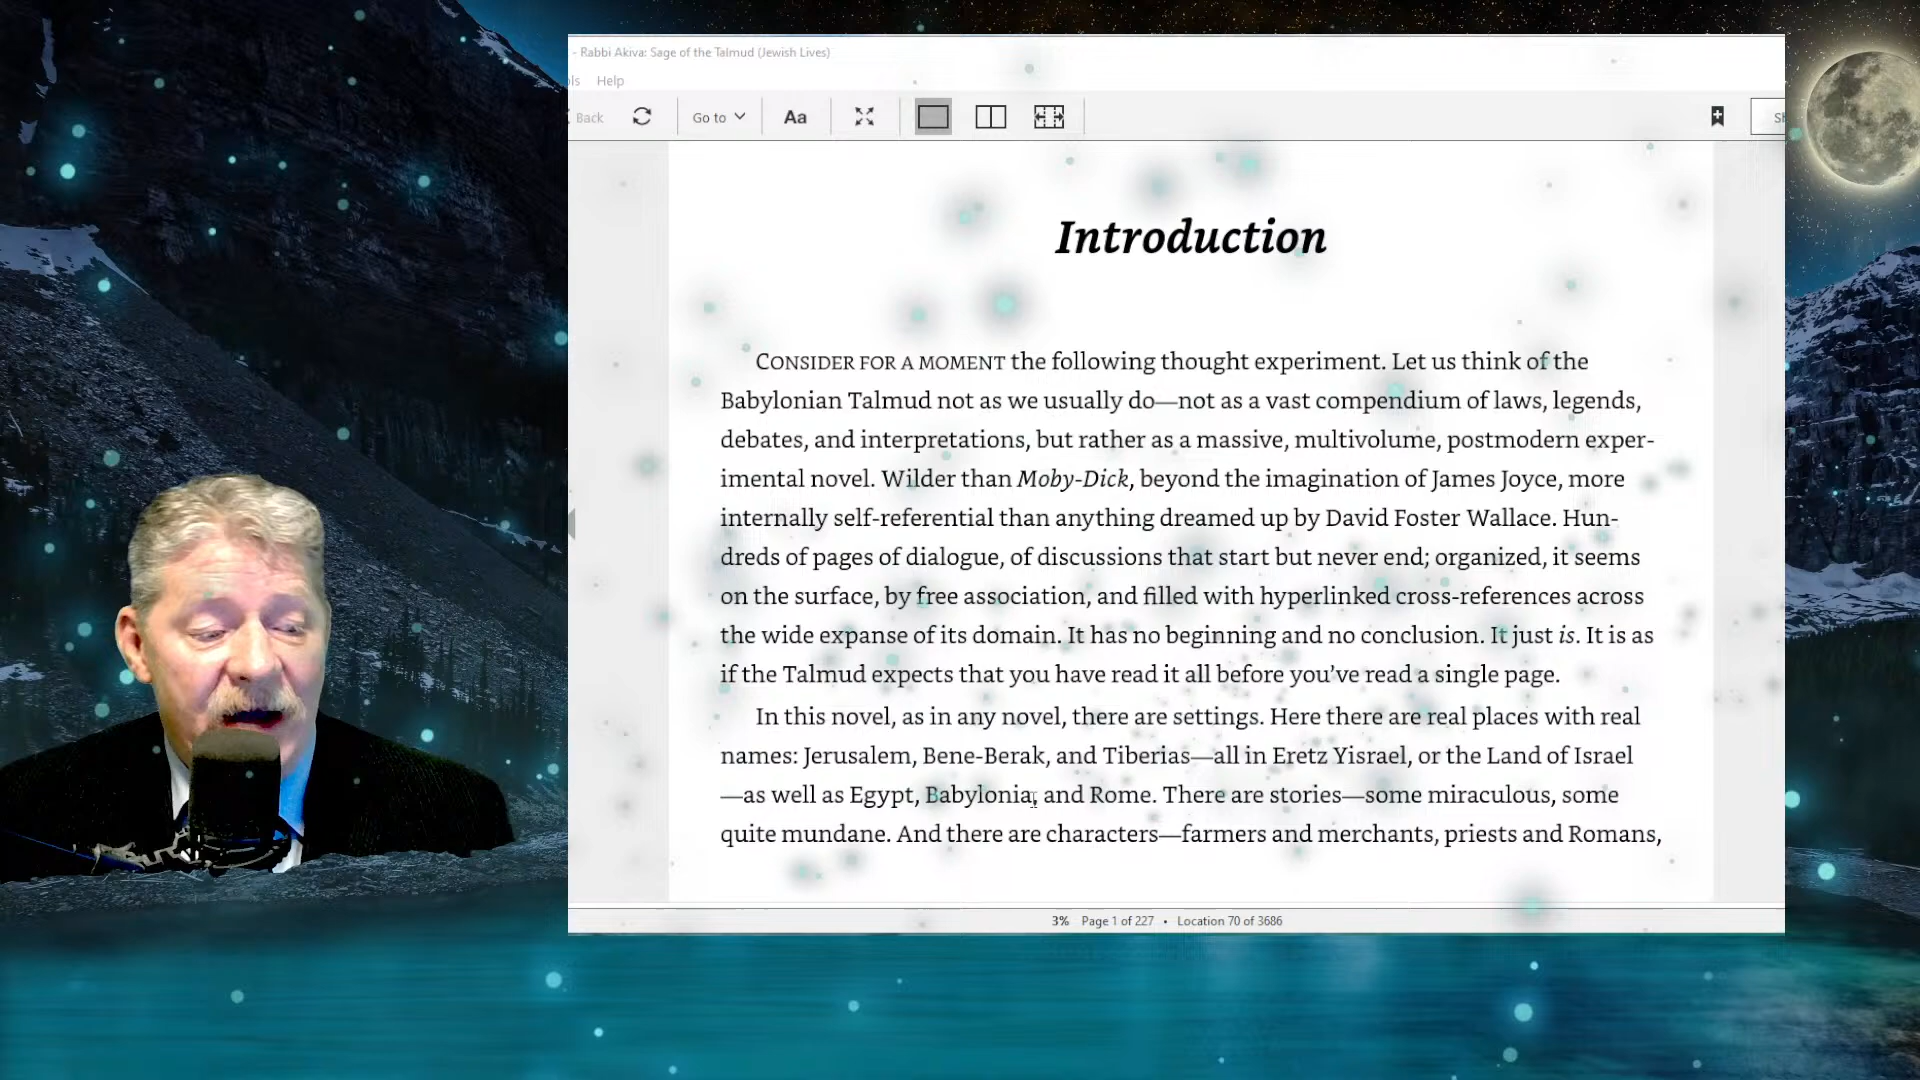 - Rabbi Akiva: Sage of the Talmud (Jewish Lives)
ols Help
Back Go to Aa
Introduction
CONSIDER FOR A MOMENT the following thought experiment. Let us think of the
Babylonian Talmud not as we usually do—not as a vast compendium of laws, legends,
debates, and interpretations, but rather as a massive, multivolume, postmodern exper-
imental novel. Wilder than Moby-Dick, beyond the imagination of James Joyce, more
internally self-referential than anything dreamed up by David Foster Wallace. Hun-
dreds of pages of dialogue, of discussions that start but never end; organized, it seems
on the surface, by free association, and filled with hyperlinked cross-references across
the wide expanse of its domain. It has no beginning and no conclusion. It just is. It is as
if the Talmud expects that you have read it all before you’ve read a single page.
In this novel, as in any novel, there are settings. Here there are real places with real
names: Jerusalem, Bene-Berak, and Tiberias—all in Eretz Yisrael, or the Land of Israel
—as well as Egypt, Babylonia, and Rome. There are stories—some miraculous, some
quite mundane. And there are characters—farmers and merchants, priests and Romans,
3% Page 1 of 227 • Location 70 of 3686